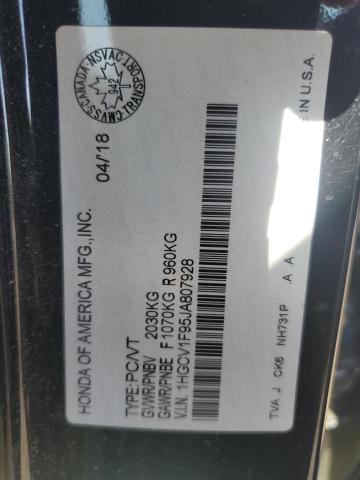 HONDA OF AMERICA MFG.,INC. 04/'18
CMVSS-CANADA-NSVAC
TRANSPORT
942
TYPE:PC/VT
GVWR/PNBV 2030KG
GAWR/PNBE F 1070KG R 960KG
V.I.N. 1HGCV1F95JA807928
IN U.S.A.
TVA J CK6 NH731P A A